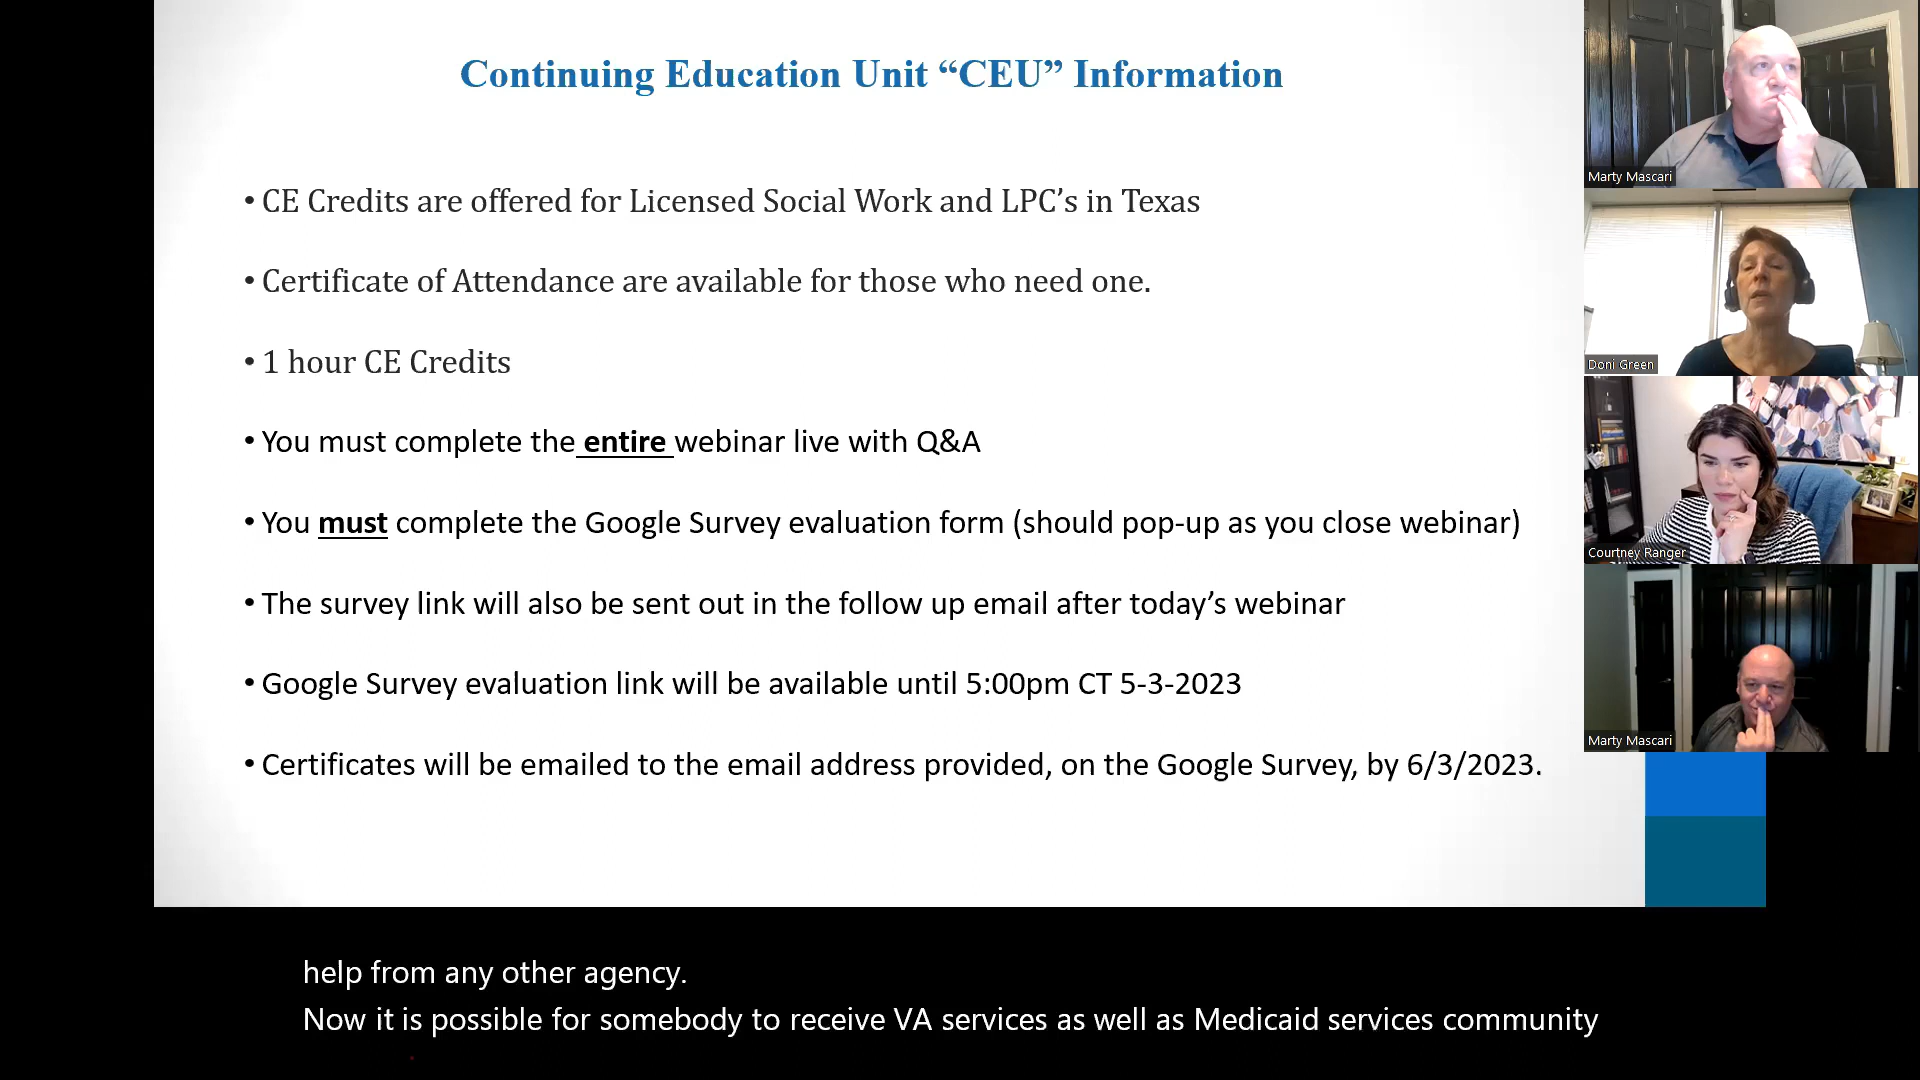 Continuing Education Unit “CEU” Information
• CE Credits are offered for Licensed Social Work and LPC’s in Texas
• Certificate of Attendance are available for those who need one.
• 1 hour CE Credits
• You must complete the entire webinar live with Q&A
• You must complete the Google Survey evaluation form (should pop-up as you close webinar)
• The survey link will also be sent out in the follow up email after today’s webinar
• Google Survey evaluation link will be available until 5:00pm CT 5-3-2023
• Certificates will be emailed to the email address provided, on the Google Survey, by 6/3/2023.
Marty Mascari
Doni Green
Courtney Ranger
Marty Mascari
help from any other agency.
Now it is possible for somebody to receive VA services as well as Medicaid services community